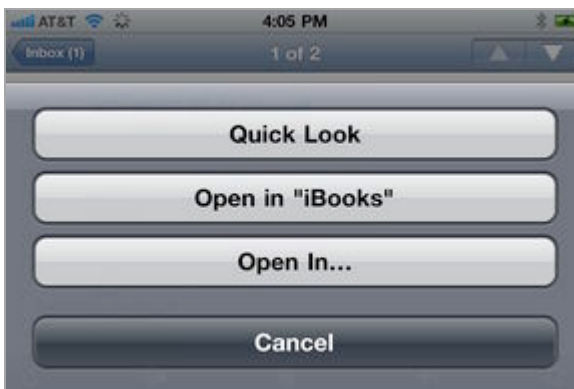 AT&T 4:05 PM
Inbox (1) 1 of 2
Quick Look
Open in "iBooks"
Open In...
Cancel